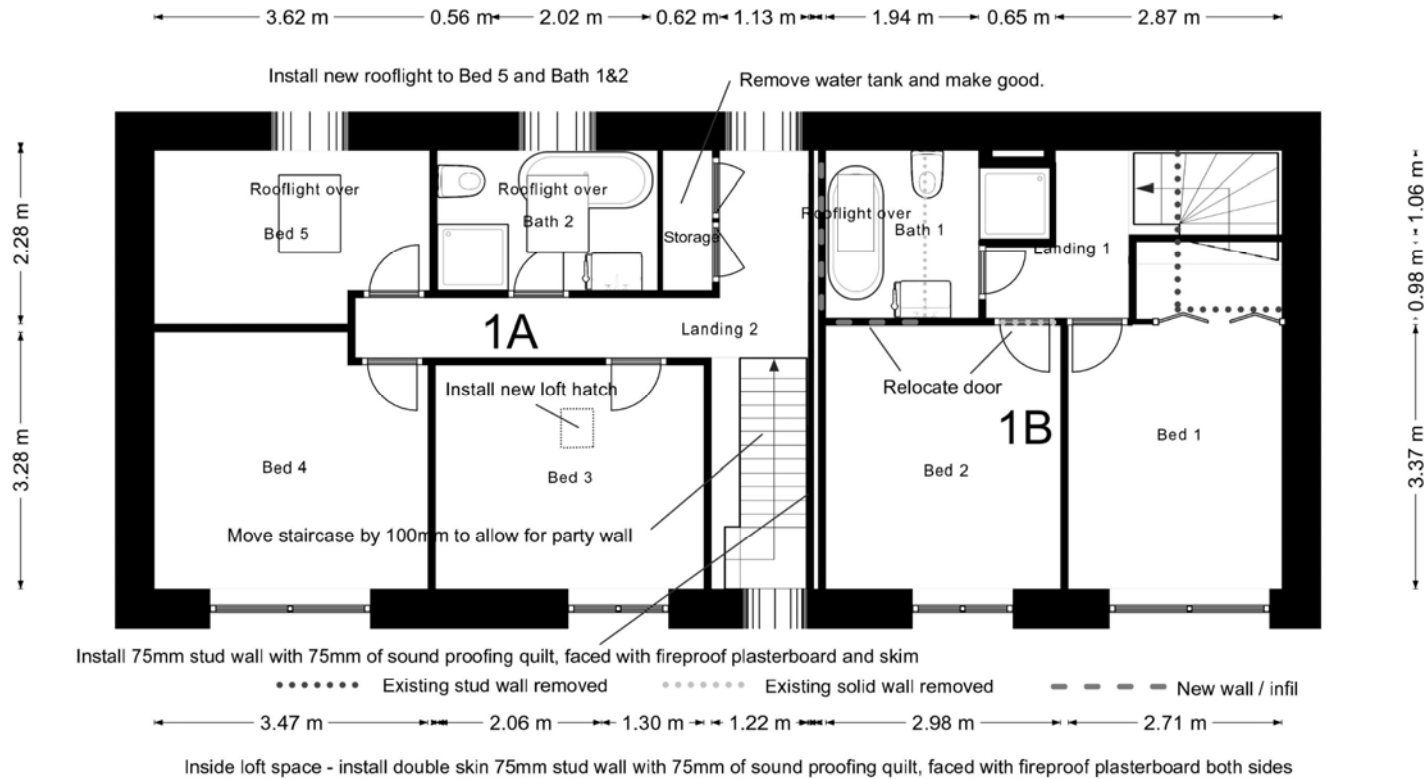 3.62 m 0.56 m 2.02 m 0.62 m 1.13 m 1.94 m 0.65 m 2.87 m
Install new rooflight to Bed 5 and Bath 1&2
Remove water tank and make good.
2.28 m
3.28 m
1.06 m
0.98 m
3.37 m
Rooflight over
Bed 5
Rooflight over
Bath 2
Storage
Rooflight over
Bath 1
Landing 1
1A
Landing 2
Install new loft hatch
Relocate door
1B
Bed 4
Bed 3
Bed 2
Bed 1
Move staircase by 100mm to allow for party wall
Install 75mm stud wall with 75mm of sound proofing quilt, faced with fireproof plasterboard and skim
Existing stud wall removed
Existing solid wall removed
New wall / infil
3.47 m 2.06 m 1.30 m 1.22 m 2.98 m 2.71 m
Inside loft space - install double skin 75mm stud wall with 75mm of sound proofing quilt, faced with fireproof plasterboard both sides